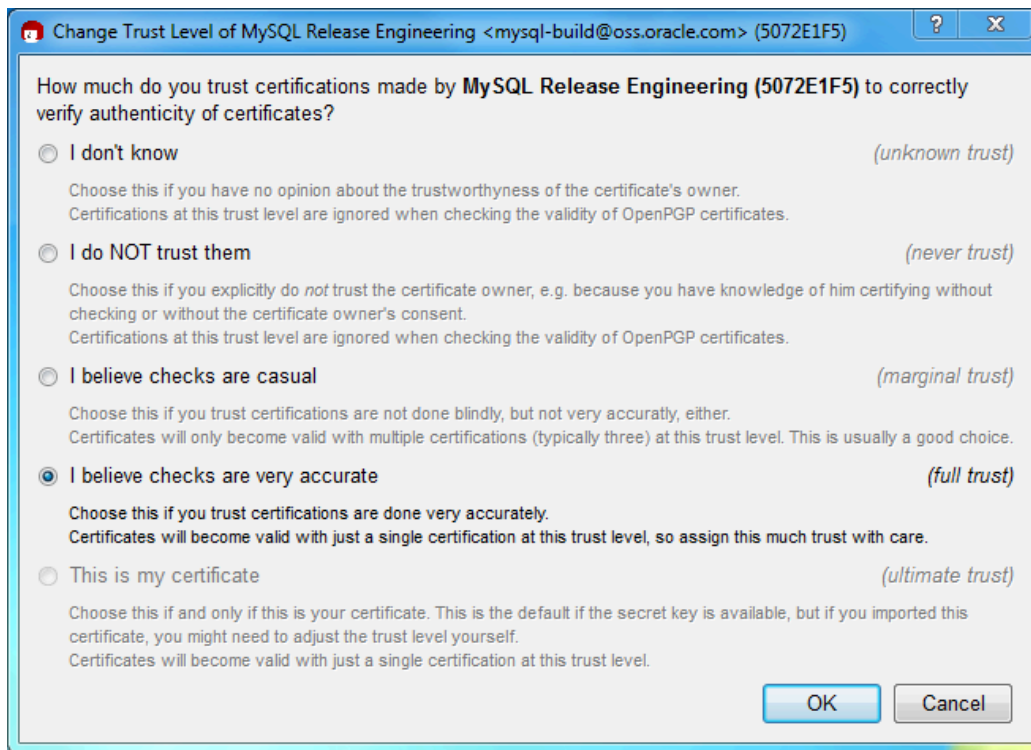 Change Trust Level of MySQL Release Engineering <mysql-build@oss.oracle.com> (5072E1F5)
How much do you trust certifications made by MySQL Release Engineering (5072E1F5) to correctly
verify authenticity of certificates?
I don't know (unknown trust)
Choose this if you have no opinion about the trustworthyness of the certificate's owner.
Certifications at this trust level are ignored when checking the validity of OpenPGP certificates.
I do NOT trust them (never trust)
Choose this if you explicitly do not trust the certificate owner, e.g. because you have knowledge of him certifying without
checking or without the certificate owner's consent.
Certifications at this trust level are ignored when checking the validity of OpenPGP certificates.
I believe checks are casual (marginal trust)
Choose this if you trust certifications are not done blindly, but not very accuratly, either.
Certificates will only become valid with multiple certifications (typically three) at this trust level. This is usually a good choice.
I believe checks are very accurate (full trust)
Choose this if you trust certifications are done very accurately.
Certificates will become valid with just a single certification at this trust level, so assign this much trust with care.
This is my certificate (ultimate trust)
Choose this if and only if this is your certificate. This is the default if the secret key is available, but if you imported this
certificate, you might need to adjust the trust level yourself.
Certificates will become valid with just a single certification at this trust level.
OK Cancel